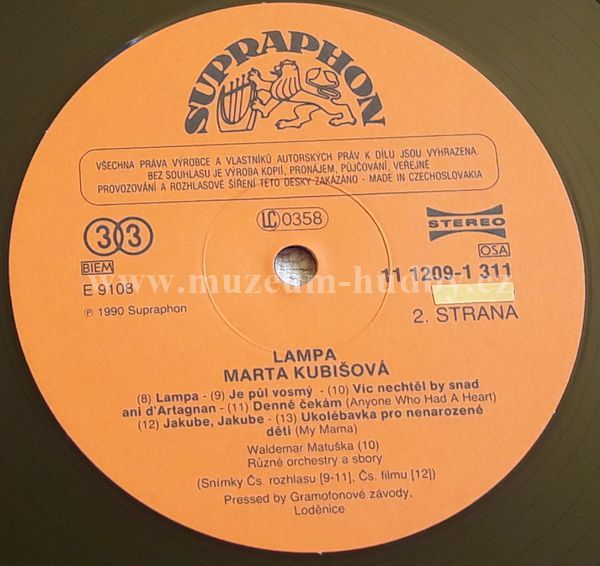 SUPRAPHON
VŠECHNA PRÁVA VÝROBCE A VLASTNÍKŮ AUTORSKÝCH PRÁV K DÍLU JSOU VYHRAZENA.
BEZ SOUHLASU JE VÝROBA KOPIÍ, PRONÁJEM, PŮJČOVÁNÍ, VEŘEJNÉ
PROVOZOVÁNÍ A ROZHLASOVÉ ŠÍŘENÍ TÉTO DESKY ZAKÁZÁNO - MADE IN CZECHOSLOVAKIA
33
LC 0358
STEREO
BIEM
OSA
E 9108
11 1209-1 311
www.muzeum-hudby.cz
℗ 1990 Supraphon
2. STRANA
LAMPA
MARTA KUBIŠOVÁ
(8) Lampa - (9) Je půl vosmý - (10) Víc nechtěl by snad
ani d'Artagnan - (11) Denně čekám (Anyone Who Had A Heart)
(12) Jakube, Jakube - (13) Ukolébavka pro nenarozené
děti (My Mama)
Waldemar Matuška (10)
Různé orchestry a sbory
(Snímky Čs. rozhlasu [9-11], Čs. filmu [12])
Pressed by Gramofonové závody,
Loděnice